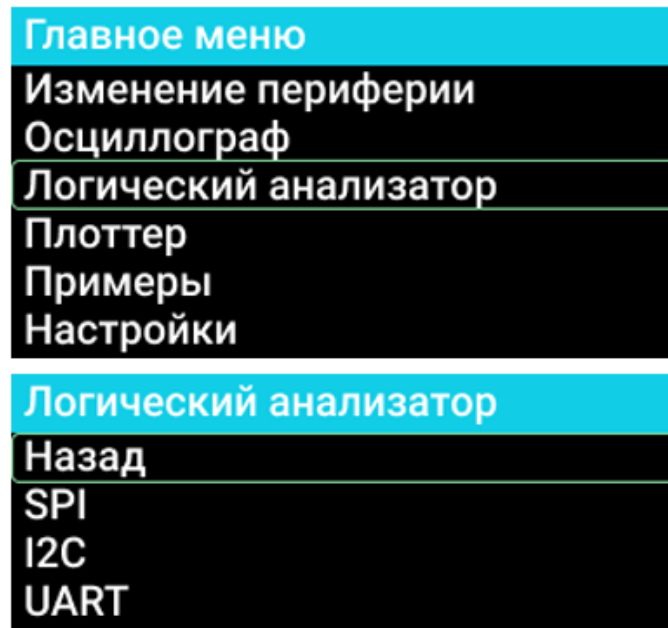 Главное меню
Изменение периферии
Осциллограф
Логический анализатор
Плоттер
Примеры
Настройки
Логический анализатор
Назад
SPI
I2C
UART